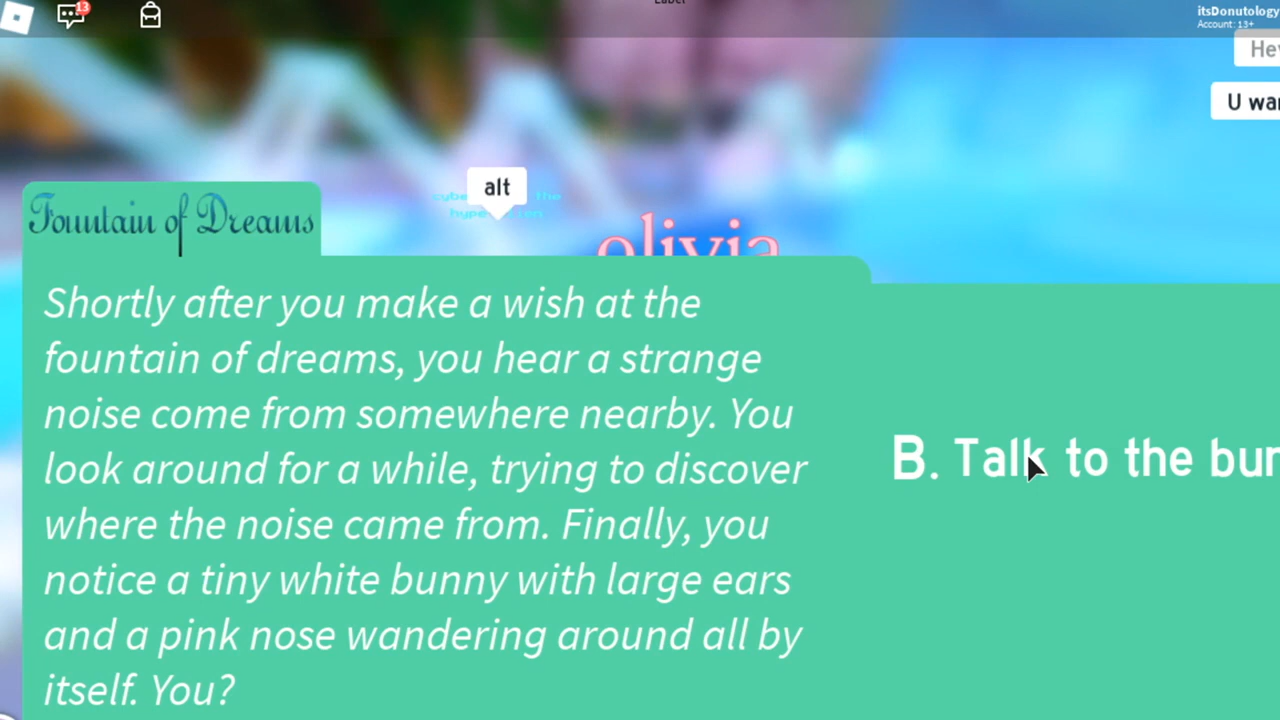 13
itsDonutology
Account: 13+
alt
olivia
Fountain of Dreams
Shortly after you make a wish at the
fountain of dreams, you hear a strange
noise come from somewhere nearby. You
look around for a while, trying to discover
where the noise came from. Finally, you
notice a tiny white bunny with large ears
and a pink nose wandering around all by
itself. You?
B. Talk to the